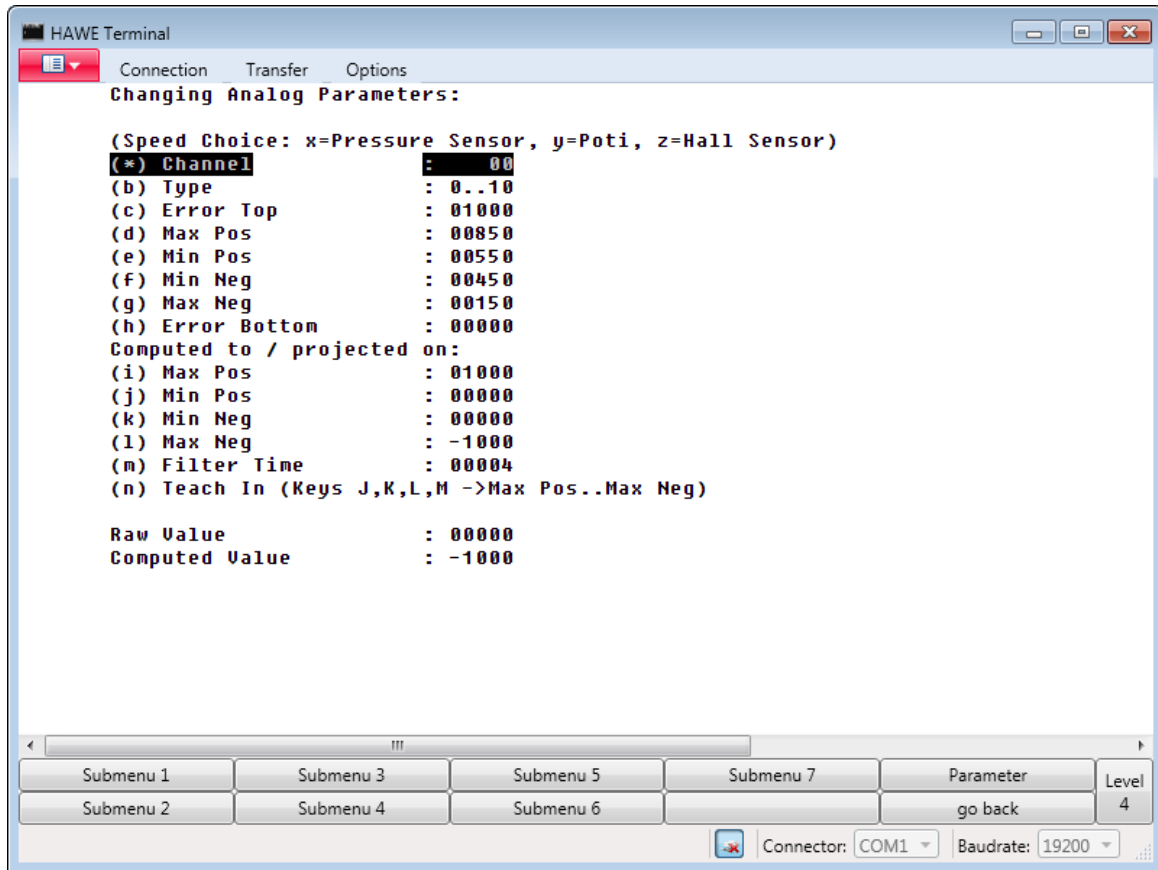 HAWE Terminal
Connection Transfer Options
Changing Analog Parameters:
(Speed Choice: x=Pressure Sensor, y=Poti, z=Hall Sensor)
(*) Channel : 00
(b) Type : 0..10
(c) Error Top : 01000
(d) Max Pos : 00850
(e) Min Pos : 00550
(f) Min Neg : 00450
(g) Max Neg : 00150
(h) Error Bottom : 00000
Computed to / projected on:
(i) Max Pos : 01000
(j) Min Pos : 00000
(k) Min Neg : 00000
(l) Max Neg : -1000
(m) Filter Time : 00004
(n) Teach In (Keys J,K,L,M ->Max Pos..Max Neg)
Raw Value : 00000
Computed Value : -1000
Submenu 1 Submenu 3 Submenu 5 Submenu 7 Parameter Level
Submenu 2 Submenu 4 Submenu 6 go back 4
Connector: COM1 Baudrate: 19200